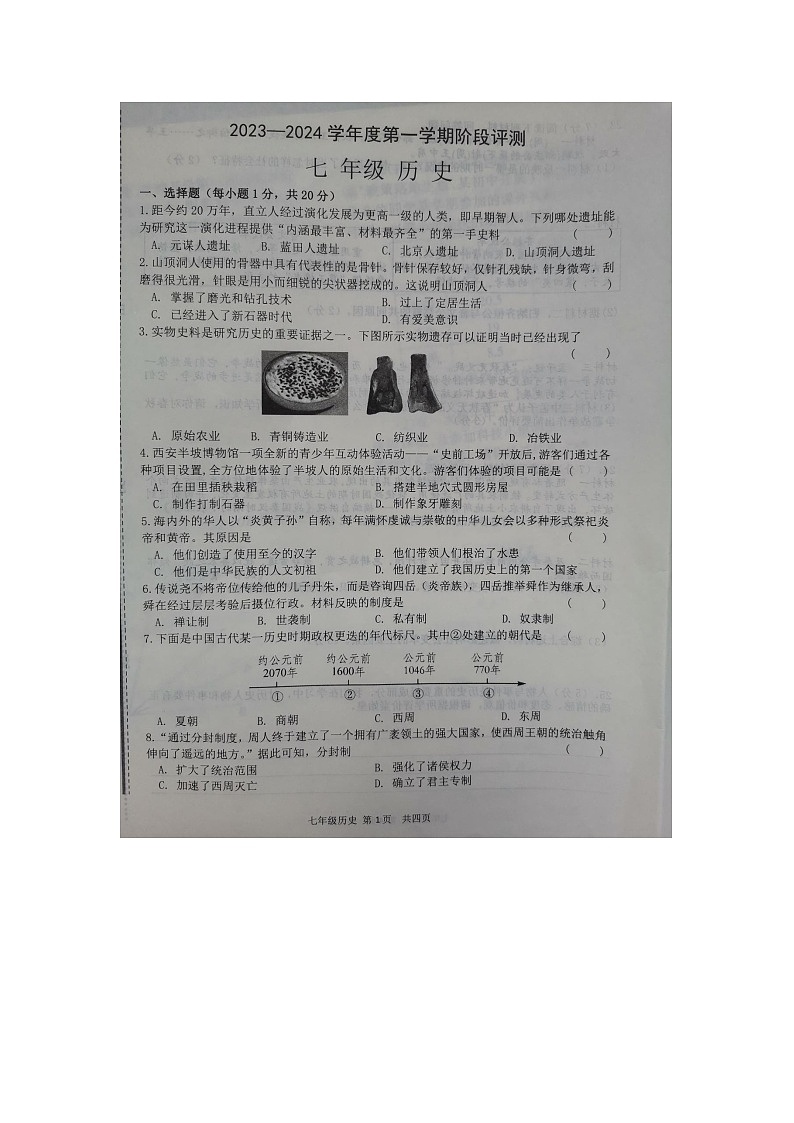 2023—2024 学年度第一学期阶段评测
七 年级 历 史
一、选择题（每小题 1 分，共 20 分）
1.距今约 20 万年，直立人经过演化发展为更高一级的人类，即早期智人。下列哪处遗址能
为研究这一演化进程提供“内涵最丰富、材料最齐全”的第一手史料 （ ）
A. 元谋人遗址 B. 蓝田人遗址 C. 北京人遗址 D. 山顶洞人遗址
2.山顶洞人使用的骨器中具有代表性的是骨针。骨针保存较好，仅针孔残缺，针身微弯，刮
磨得很光滑，针眼是用小而细锐的尖状器挖成的。这说明山顶洞人 （ ）
A. 掌握了磨光和钻孔技术 B. 过上了定居生活
C. 已经进入了新石器时代 D. 有爱美意识
3.实物史料是研究历史的重要证据之一。下图所示实物遗存可以证明当时已经出现了
（ ）
A. 原始农业 B. 青铜铸造业 C. 纺织业 D. 冶铁业
4.西安半坡博物馆一项全新的青少年互动体验活动——“史前工场”开放后,游客们通过各
种项目设置,全方位地体验了半坡人的原始生活和文化。游客们体验的项目可能是 （ ）
A. 在田里插秧栽稻 B. 搭建半地穴式圆形房屋
C. 制作打制石器 D. 制作象牙雕刻
5.海内外的华人以“炎黄子孙”自称,每年满怀虔诚与崇敬的中华儿女会以多种形式祭祀炎
帝和黄帝。其原因是 （ ）
A. 他们创造了使用至今的汉字 B. 他们带领人们根治了水患
C. 他们是中华民族的人文初祖 D. 他们建立了我国历史上的第一个国家
6.传说尧不将帝位传给他的儿子丹朱，而是咨询四岳（炎帝族），四岳推举舜作为继承人，
舜在经过层层考验后摄位行政。材料反映的制度是 （ ）
A. 禅让制 B. 世袭制 C. 私有制 D. 奴隶制
7.下面是中国古代某一历史时期政权更迭的年代标尺。其中②处建立的朝代是 （ ）
约公元前 约公元前 公元前 公元前
2070年 1600年 1046年 770年
① ② ③ ④
A. 夏朝 B. 商朝 C. 西周 D. 东周
8.“通过分封制度，周人终于建立了一个拥有广袤领土的强大国家，使西周王朝的统治触角
伸向了遥远的地方。”据此可知，分封制 （ ）
A. 扩大了统治范围 B. 强化了诸侯权力
C. 加速了西周灭亡 D. 确立了君主专制
七年级历史 第 1 页 共四页